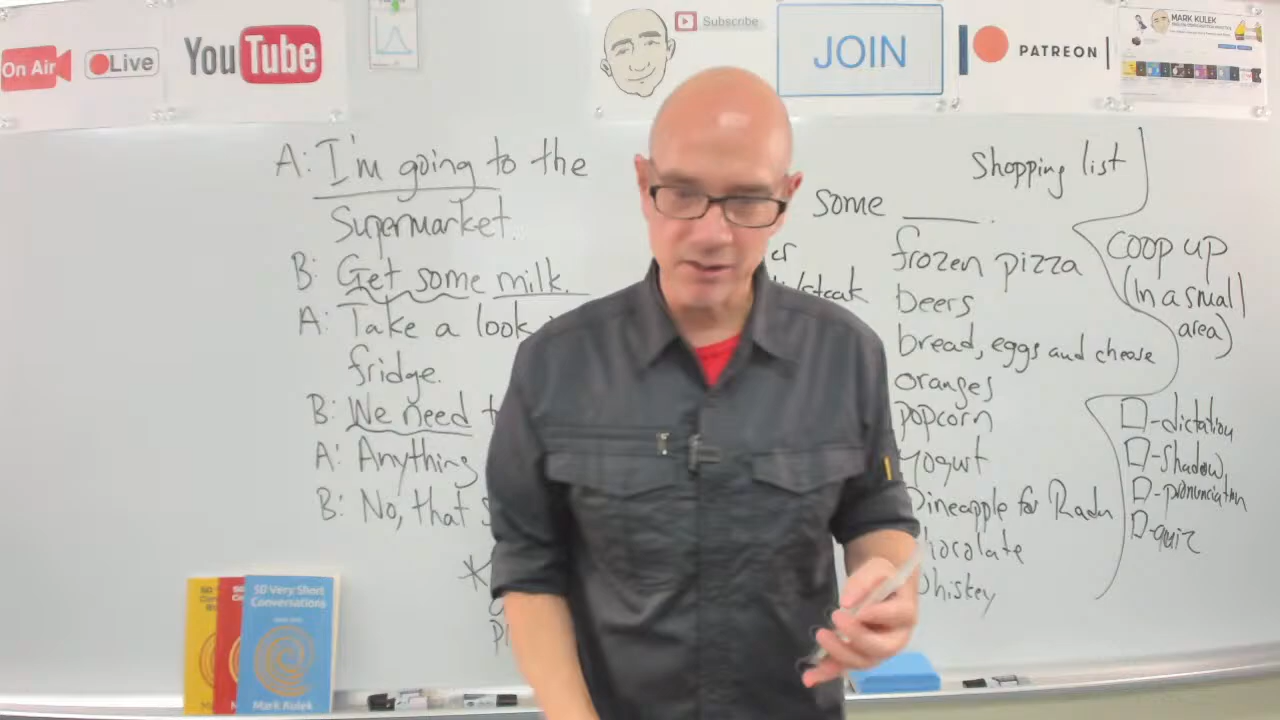 On Air
Live
YouTube
Subscribe
JOIN
PATREON
MARK KULEK
A: I'm going to the
Supermarket.
B: Get some milk.
A: Take a look
fridge.
B: We need
A: Anything
B: No, that
Some ____.
frozen pizza
beers
bread, eggs and cheese
oranges
popcorn
yogurt
Pineapple for Radu
chocolate
whiskey
Shopping list
coop up
(In a small
area)
-dictation
-shadow
-pronunciation
-quiz
50 Very Short
Conversations
Mark Kulek